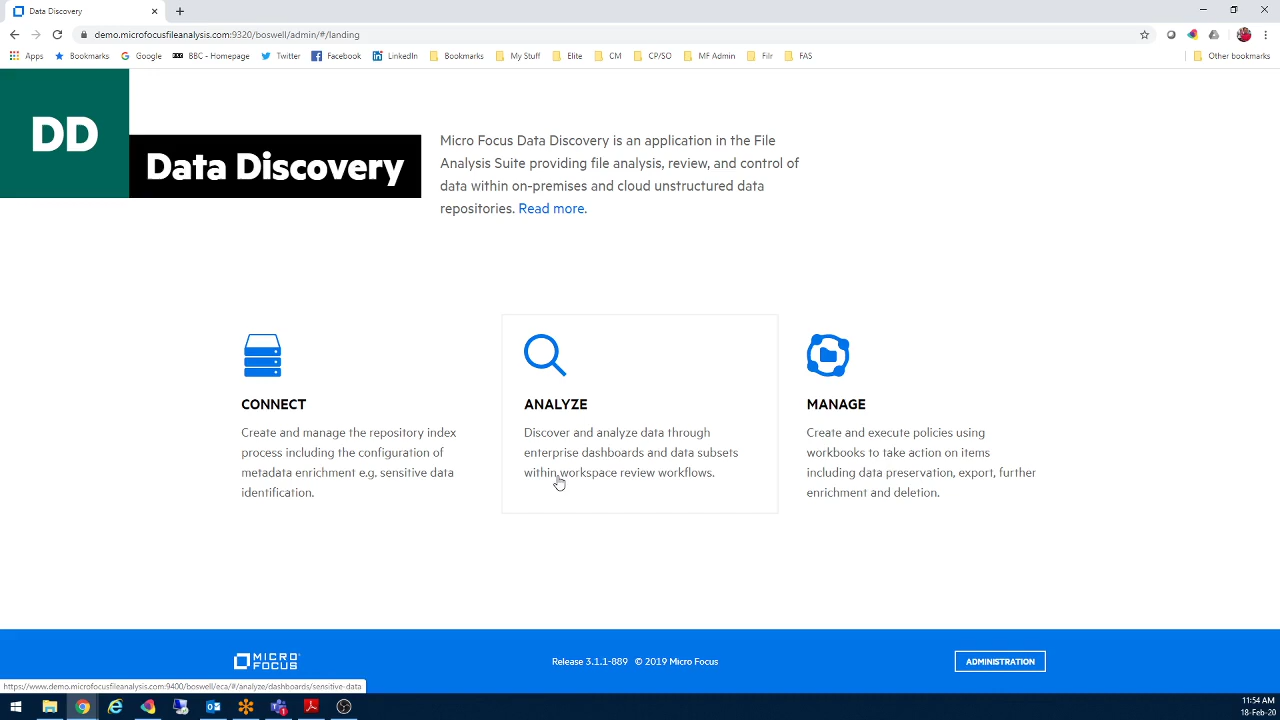 Data Discovery
demo.microfocusfileanalysis.com:9320/boswell/admin/#/landing
Apps Bookmarks Google BBC - Homepage Twitter Facebook LinkedIn Bookmarks My Stuff Elite CM CP/SO MF Admin Filr FAS Other bookmarks
DD
Data Discovery
Micro Focus Data Discovery is an application in the File
Analysis Suite providing file analysis, review, and control of
data within on-premises and cloud unstructured data
repositories. Read more.
CONNECT
Create and manage the repository index
process including the configuration of
metadata enrichment e.g. sensitive data
identification.
ANALYZE
Discover and analyze data through
enterprise dashboards and data subsets
within workspace review workflows.
MANAGE
Create and execute policies using
workbooks to take action on items
including data preservation, export, further
enrichment and deletion.
MICRO
FOCUS
Release 3.1.1-889 © 2019 Micro Focus
ADMINISTRATION
https://www.demo.microfocusfileanalysis.com:9400/boswell/eca/#/analyze/dashboards/sensitive-data
11:54 AM
18-Feb-20